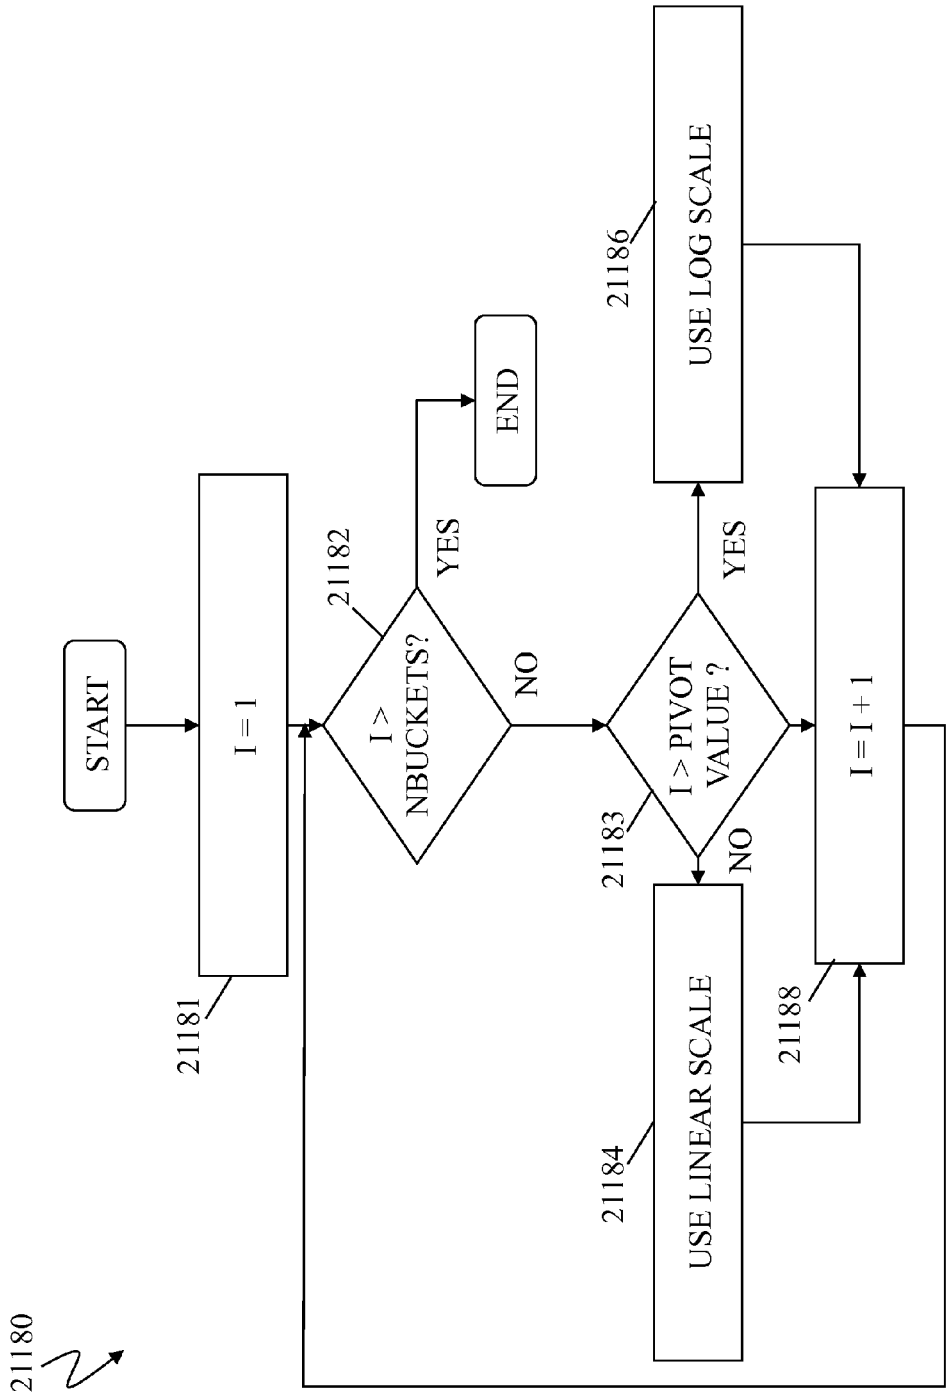 21180
START
I = 1
21181
I >
NBUCKETS?
21182
YES
END
NO
I > PIVOT
VALUE ?
21183
NO
YES
USE LINEAR SCALE
21184
USE LOG SCALE
21186
I = I + 1
21188